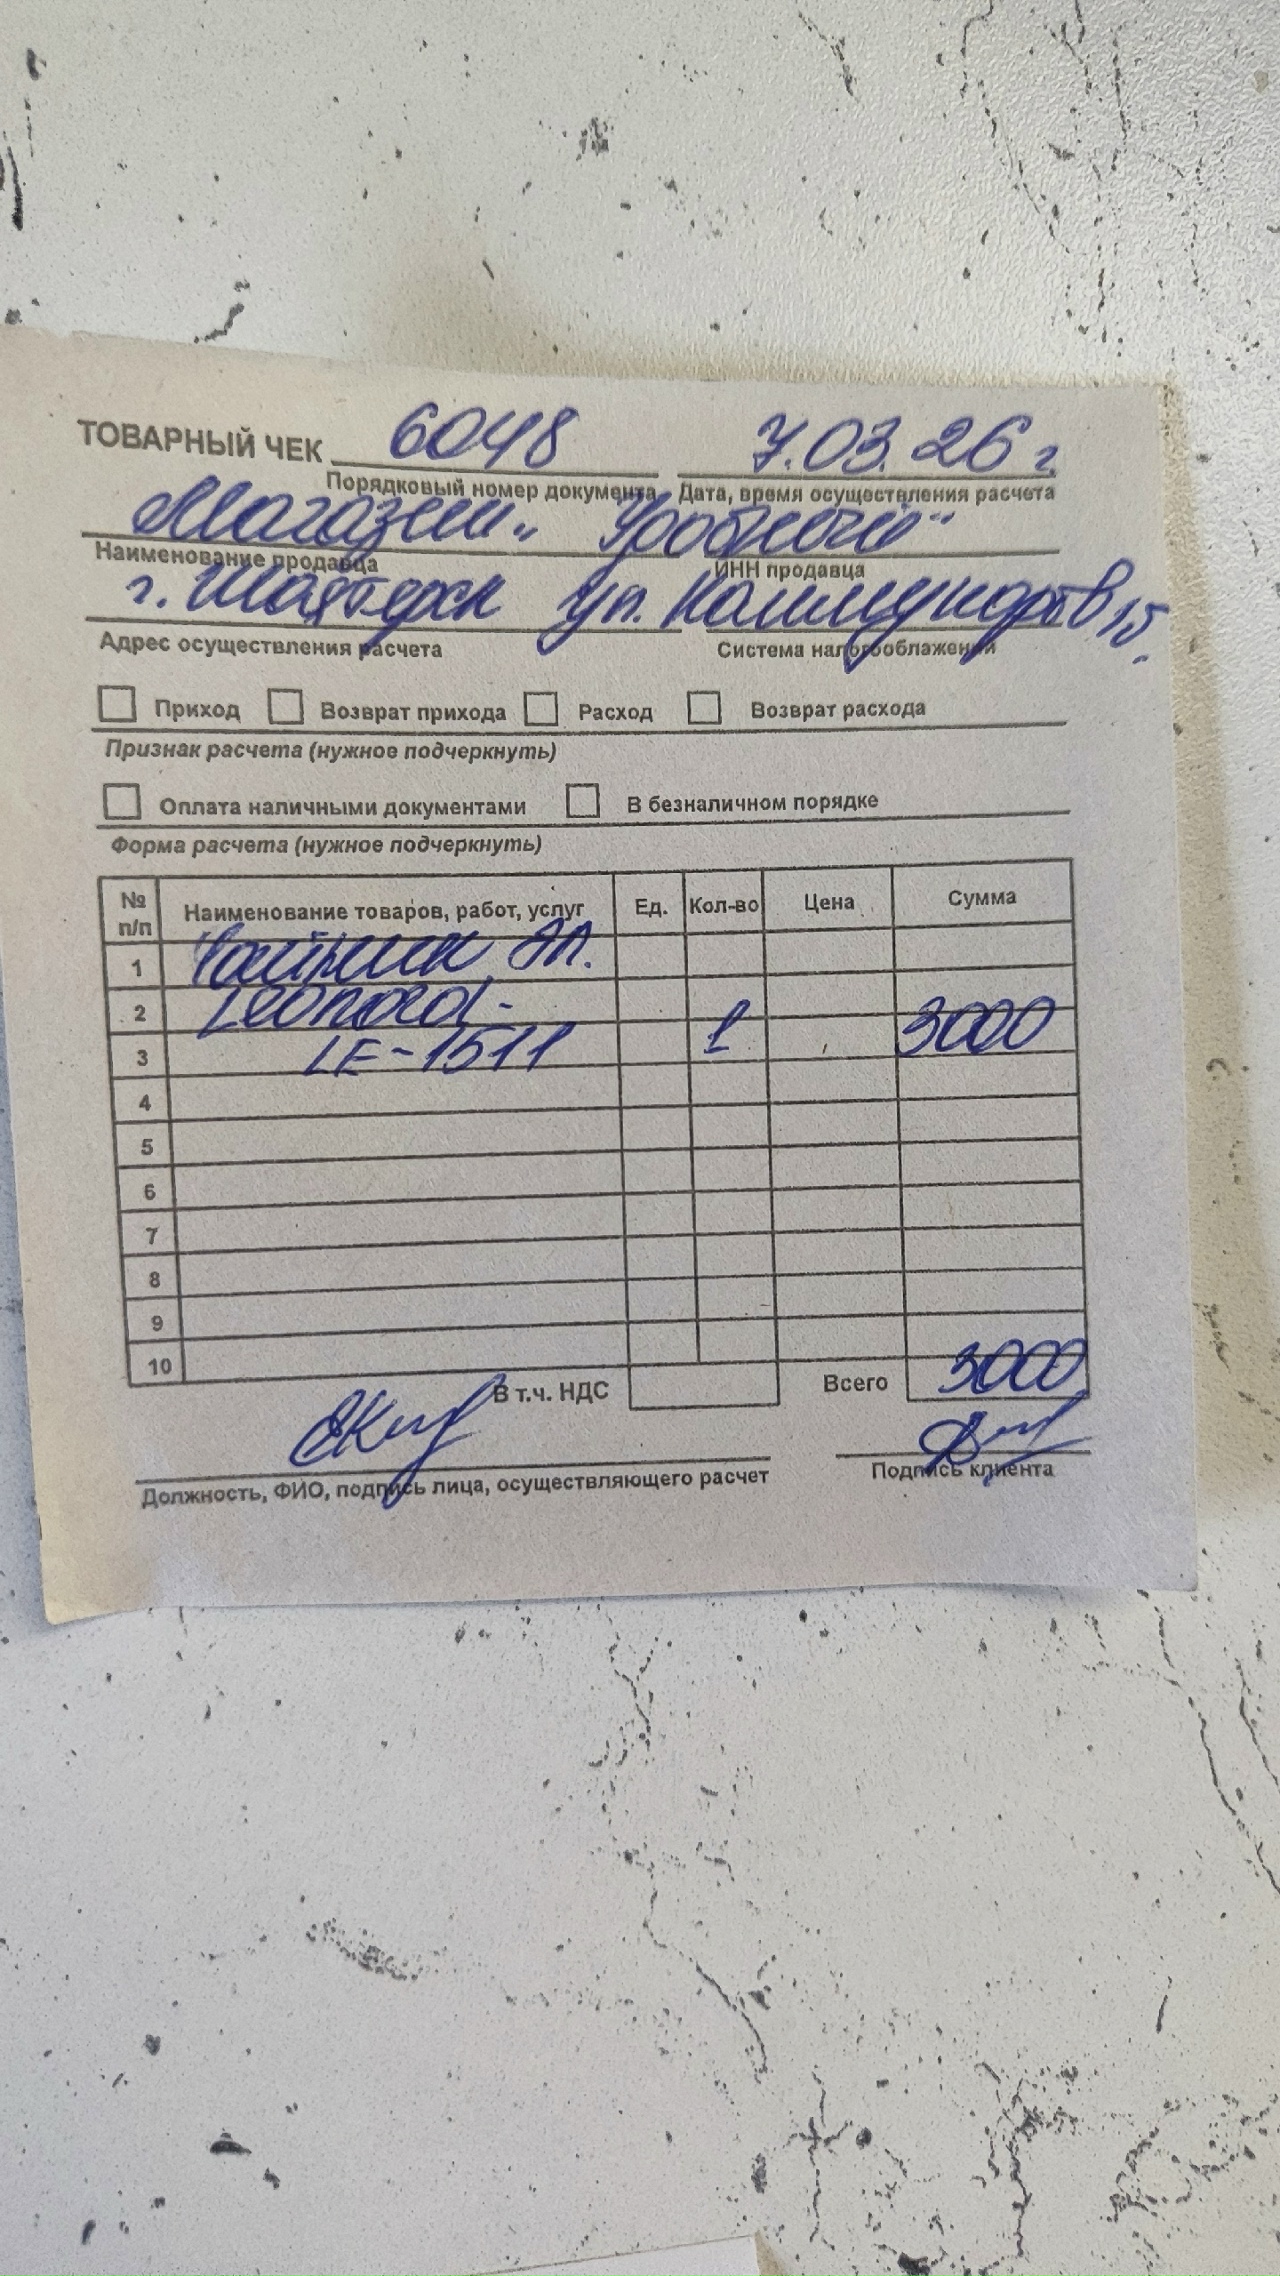 ТОВАРНЫЙ ЧЕК 6048 7.03.26 г.
Порядковый номер документа Дата, время осуществления расчета
Магазин „Удобный“
Наименование продавца ИНН продавца
г. Шахтерск ул. Коммунаров 15.
Адрес осуществления расчета Система налогооблажения
Приход Возврат прихода Расход Возврат расхода
Признак расчета (нужное подчеркнуть)
Оплата наличными документами В безналичном порядке
Форма расчета (нужное подчеркнуть)
№ п/п Наименование товаров, работ, услуг Ед. Кол-во Цена Сумма
1 Чайник эл.
2 Leonord-
3 LE-1511 1 3000
4
5
6
7
8
9
10
В т.ч. НДС Всего 3000
Должность, ФИО, подпись лица, осуществляющего расчет Подпись клиента